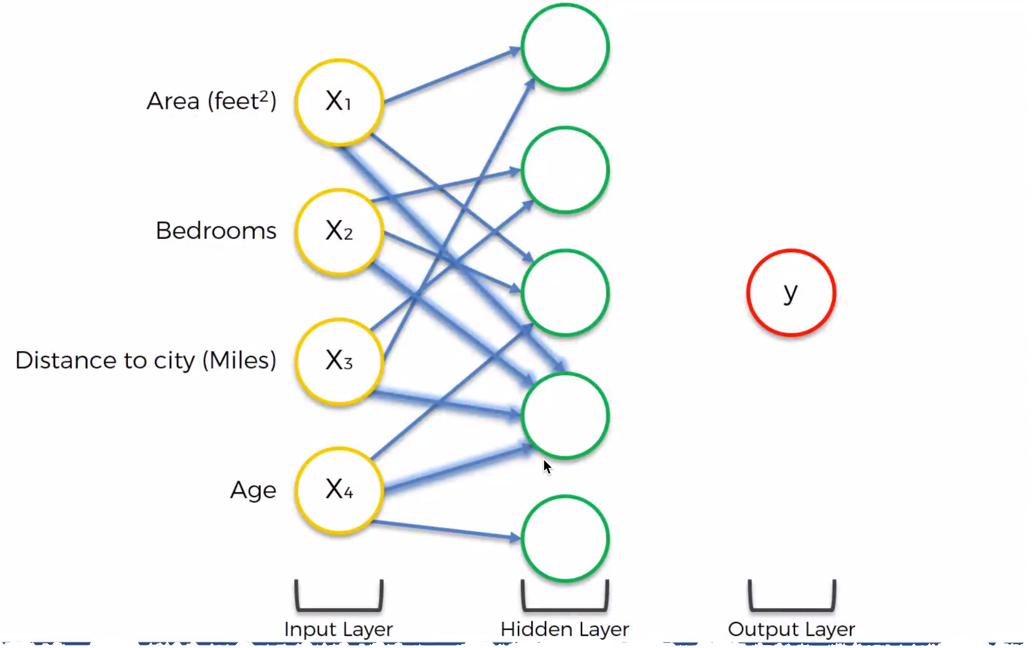 Area (feet²)
X₁
Bedrooms
X₂
Distance to city (Miles)
X₃
Age
X₄
y
Input Layer
Hidden Layer
Output Layer